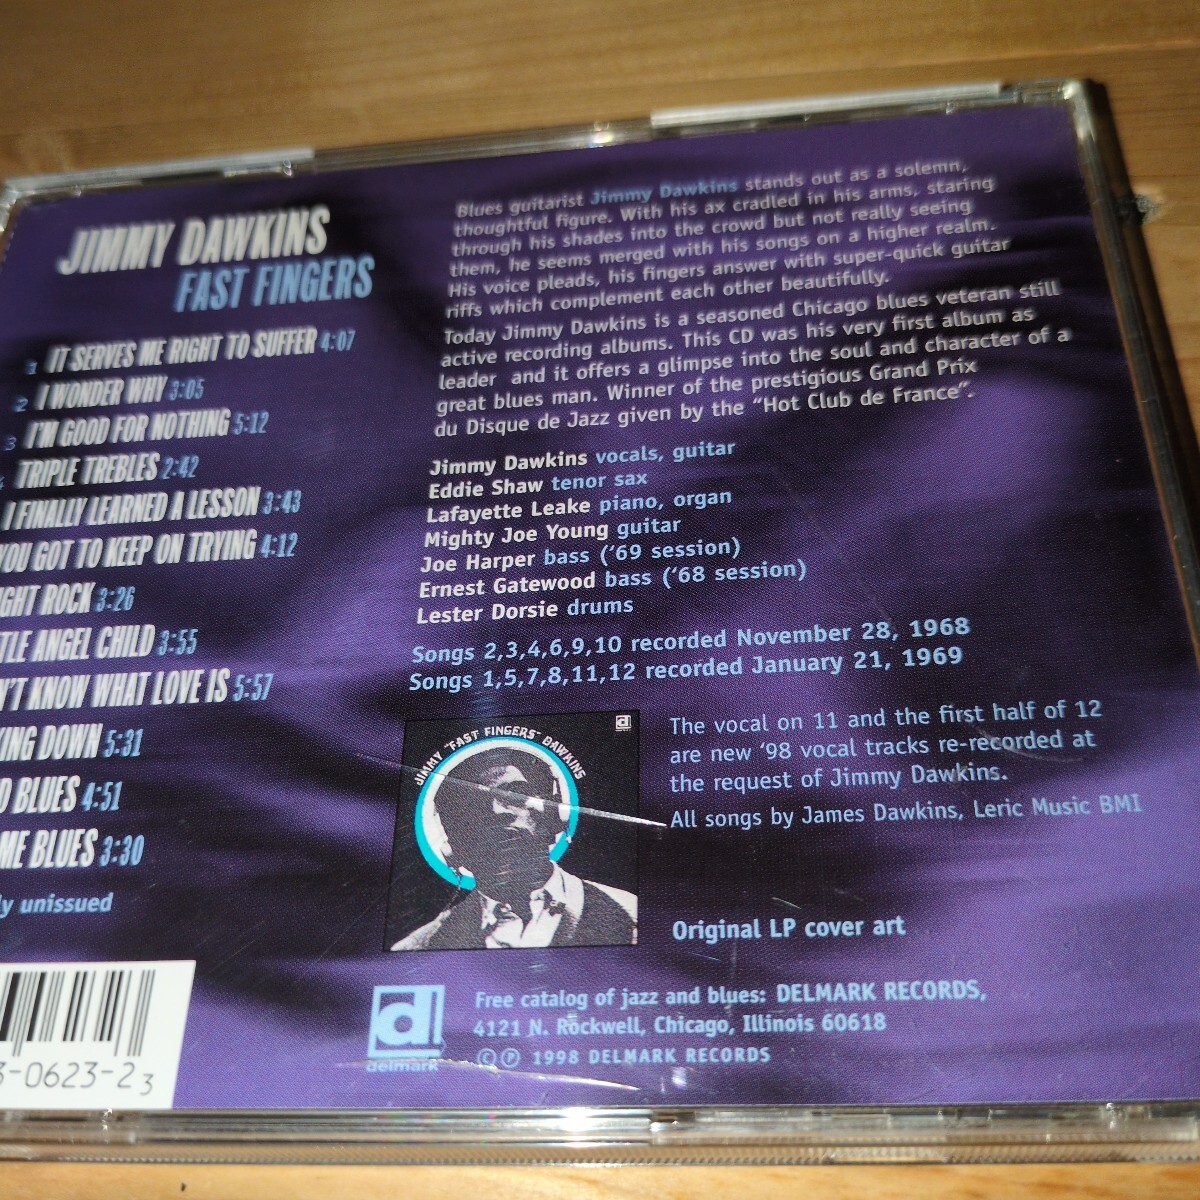 JIMMY DAWKINS
FAST FINGERS
1 IT SERVES ME RIGHT TO SUFFER 4:07
2 I WONDER WHY 3:05
3 I'M GOOD FOR NOTHING 5:12
TRIPLE TREBLES 2:42
I FINALLY LEARNED A LESSON 3:43
YOU GOT TO KEEP ON TRYING 4:12
GHT ROCK 3:26
TLE ANGEL CHILD 3:55
N'T KNOW WHAT LOVE IS 5:57
KING DOWN 5:31
D BLUES 4:51
ME BLUES 3:30
ly unissued
3-0623-2 3
Blues guitarist Jimmy Dawkins stands out as a solemn,
thoughtful figure. With his ax cradled in his arms, staring
through his shades into the crowd but not really seeing
them, he seems merged with his songs on a higher realm.
His voice pleads, his fingers answer with super-quick guitar
riffs which complement each other beautifully.
Today Jimmy Dawkins is a seasoned Chicago blues veteran still
active recording albums. This CD was his very first album as
leader and it offers a glimpse into the soul and character of a
great blues man. Winner of the prestigious Grand Prix
du Disque de Jazz given by the "Hot Club de France".
Jimmy Dawkins vocals, guitar
Eddie Shaw tenor sax
Lafayette Leake piano, organ
Mighty Joe Young guitar
Joe Harper bass ('69 session)
Ernest Gatewood bass ('68 session)
Lester Dorsie drums
Songs 2,3,4,6,9,10 recorded November 28, 1968
Songs 1,5,7,8,11,12 recorded January 21, 1969
JIMMY "FAST FINGERS" DAWKINS
d
The vocal on 11 and the first half of 12
are new '98 vocal tracks re-recorded at
the request of Jimmy Dawkins.
All songs by James Dawkins, Leric Music BMI
Original LP cover art
d
delmark
Free catalog of jazz and blues: DELMARK RECORDS,
4121 N. Rockwell, Chicago, Illinois 60618
© ℗ 1998 DELMARK RECORDS